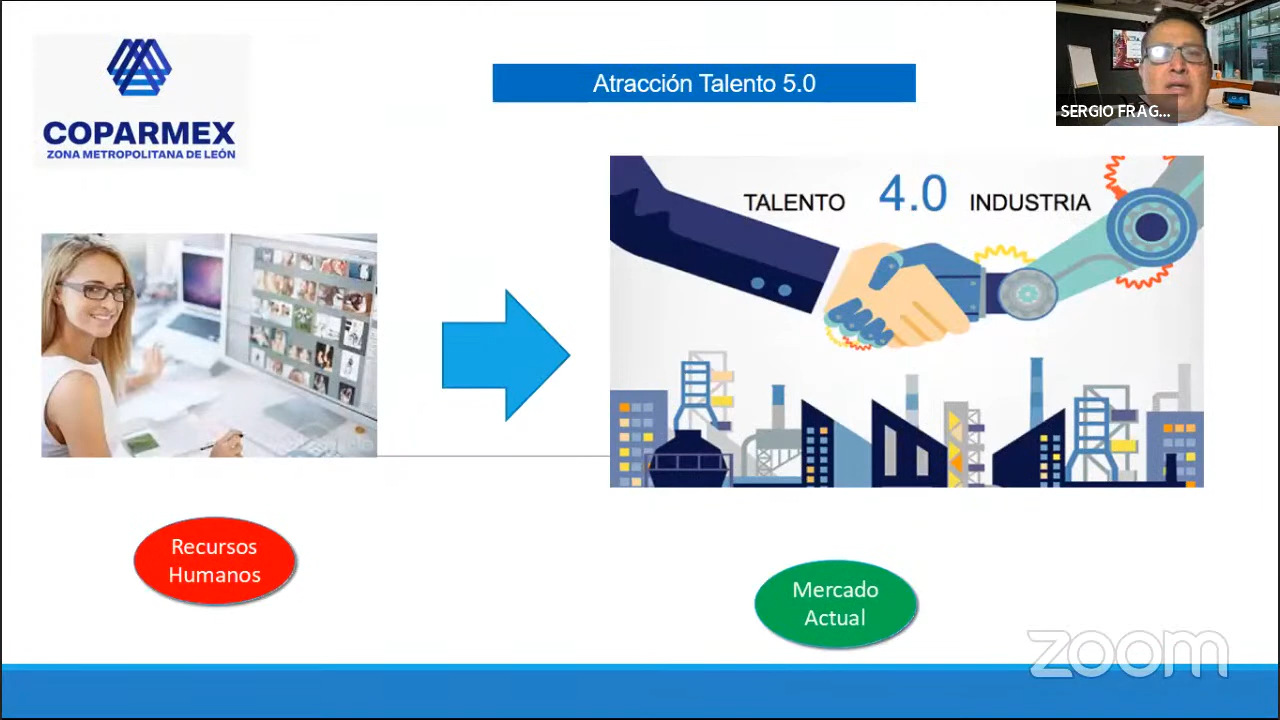 COPARMEX
ZONA METROPOLITANA DE LEÓN
Atracción Talento 5.0
SERGIO FRAG...
TALENTO 4.0 INDUSTRIA
Recursos
Humanos
Mercado
Actual
zoom